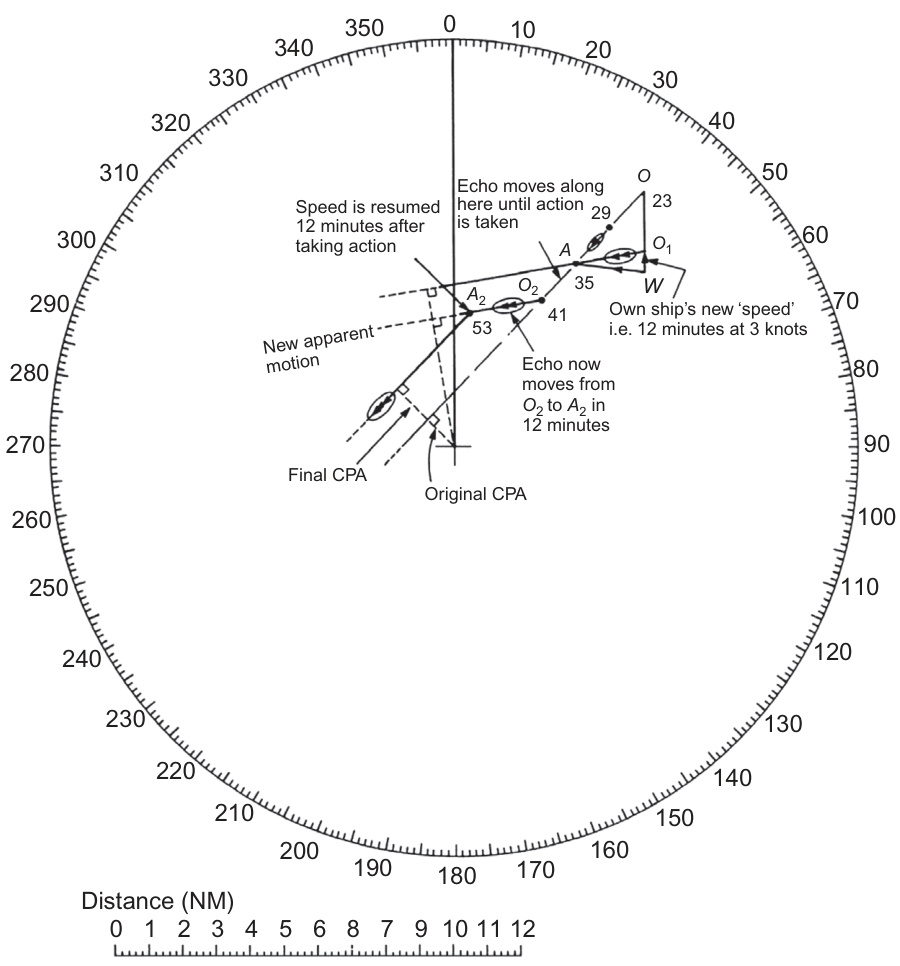 0
10
20
30
40
50
60
70
80
90
100
110
120
130
140
150
160
170
180
190
200
210
220
230
240
250
260
270
280
290
300
310
320
330
340
350
Speed is resumed
12 minutes after
taking action
Echo moves along
here until action
is taken
O
23
29
A
35
O1
W
Own ship's new 'speed'
i.e. 12 minutes at 3 knots
A2
53
O2
41
New apparent
motion
Echo now
moves from
O2 to A2 in
12 minutes
Final CPA
Original CPA
Distance (NM)
0 1 2 3 4 5 6 7 8 9 10 11 12